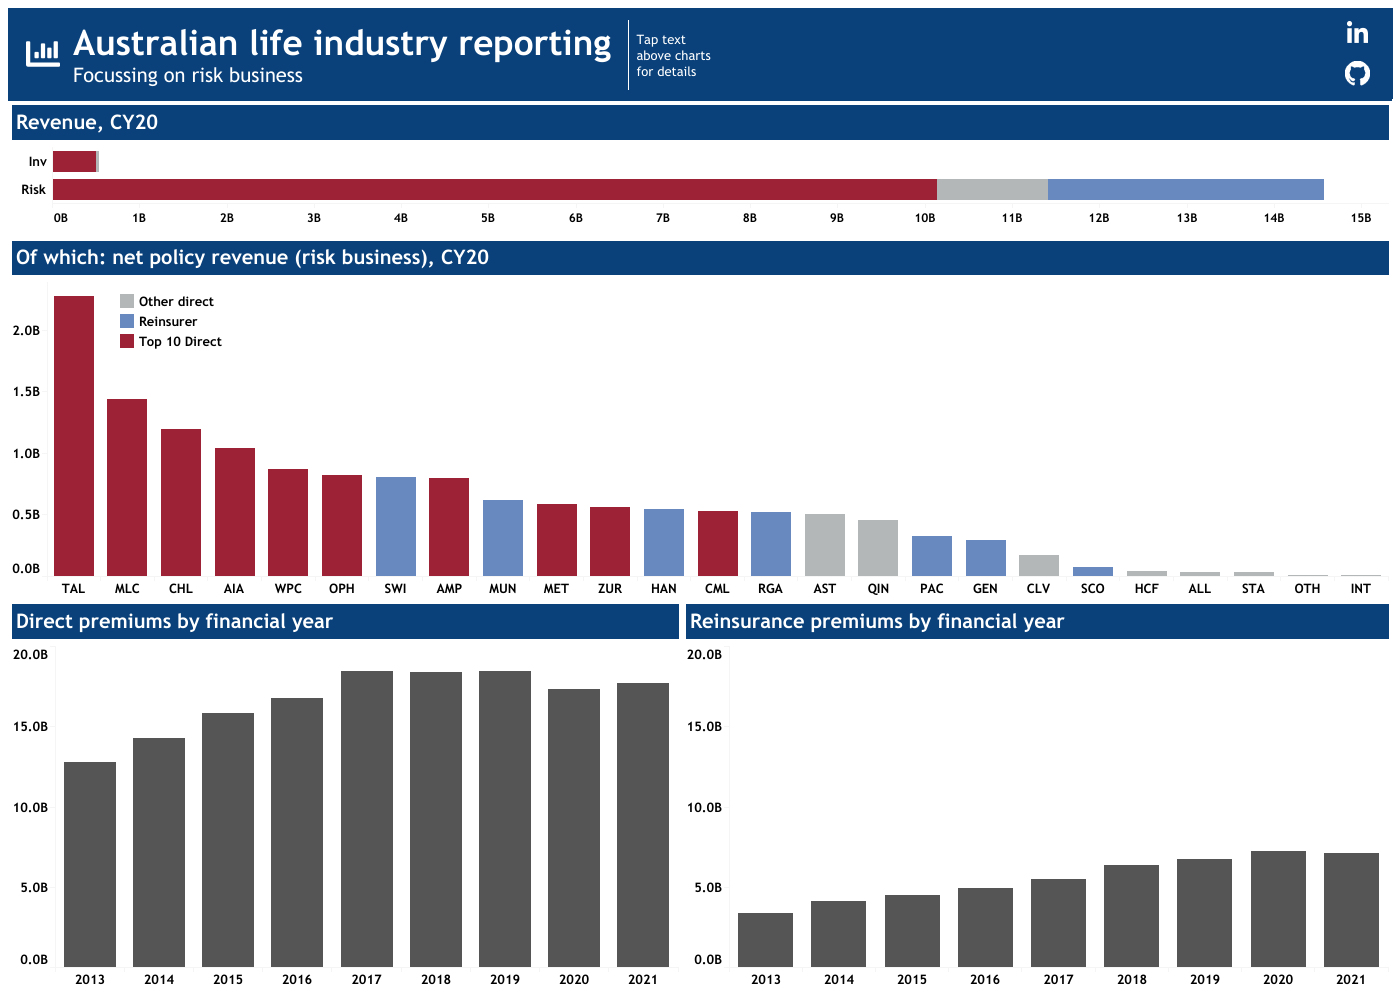 Australian life industry reporting
Focussing on risk business
Tap text
above charts
for details
Revenue, CY20
Inv
Risk
0B 1B 2B 3B 4B 5B 6B 7B 8B 9B 10B 11B 12B 13B 14B 15B
Of which: net policy revenue (risk business), CY20
Other direct
Reinsurer
Top 10 Direct
2.0B
1.5B
1.0B
0.5B
0.0B
TAL MLC CHL AIA WPC OPH SWI AMP MUN MET ZUR HAN CML RGA AST QIN PAC GEN CLV SCO HCF ALL STA OTH INT
Direct premiums by financial year
20.0B
15.0B
10.0B
5.0B
0.0B
2013 2014 2015 2016 2017 2018 2019 2020 2021
Reinsurance premiums by financial year
20.0B
15.0B
10.0B
5.0B
0.0B
2013 2014 2015 2016 2017 2018 2019 2020 2021